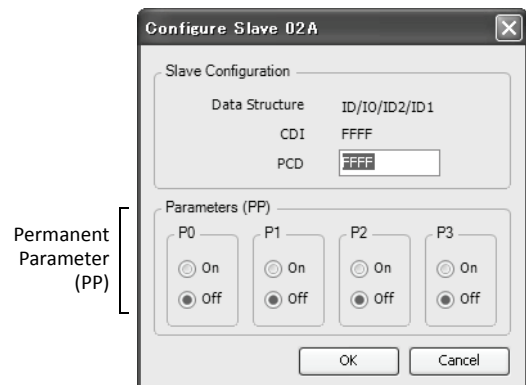 Configure Slave 02A
Slave Configuration
Data Structure ID/IO/ID2/ID1
CDI FFFF
PCD FFFF
Permanent
Parameter
(PP)
Parameters (PP)
P0 P1 P2 P3
On On On On
Off Off Off Off
OK Cancel